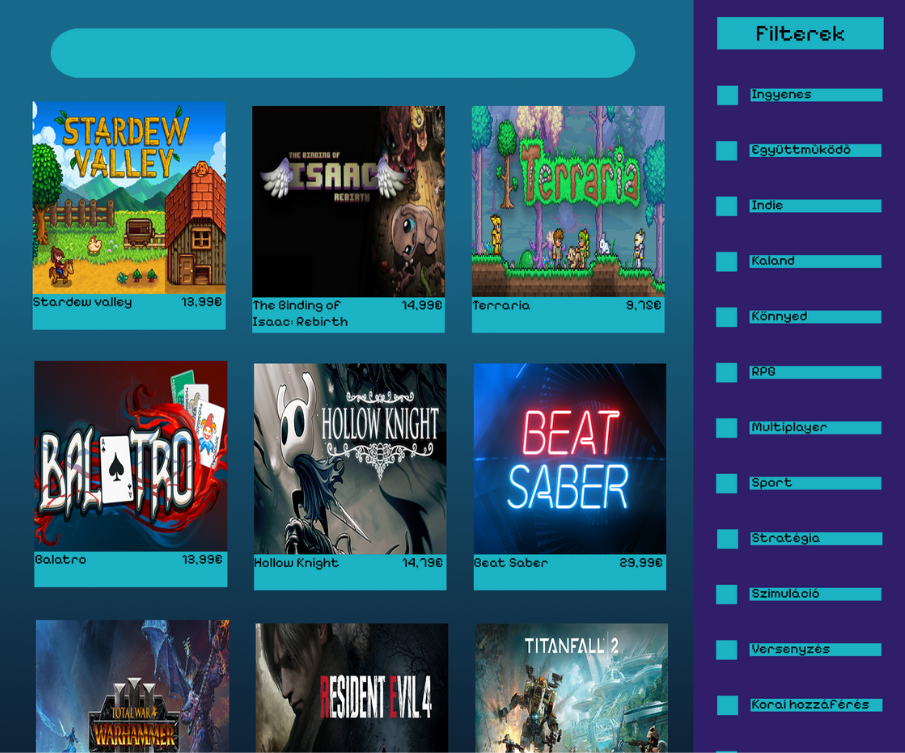 Filterek
STARDEW
VALLEY
THE BINDING OF
ISAAC
REBIRTH
Terraria
Stardew valley 13,99€
The Binding of
Isaac: Rebirth
14,99€
Terraria 9,75€
BALATRO
HOLLOW KNIGHT
BEAT
SABER
Balatro 13,99€
Hollow Knight 14,79€
Beat Saber 29,99€
TOTAL WAR
WARHAMMER
RESIDENT EVIL 4
TITANFALL 2
Ingyenes
Együttműködő
Indie
Kaland
Könnyed
RPG
Multiplayer
Sport
Stratégia
Szimuláció
Versenyzés
Korai hozzáférés